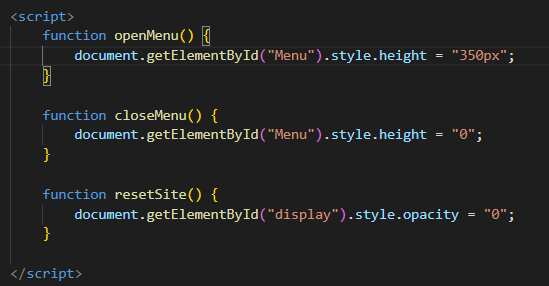 <script>
function openMenu() {
document.getElementById("Menu").style.height = "350px";
}
function closeMenu() {
document.getElementById("Menu").style.height = "0";
}
function resetSite() {
document.getElementById("display").style.opacity = "0";
}
</script>